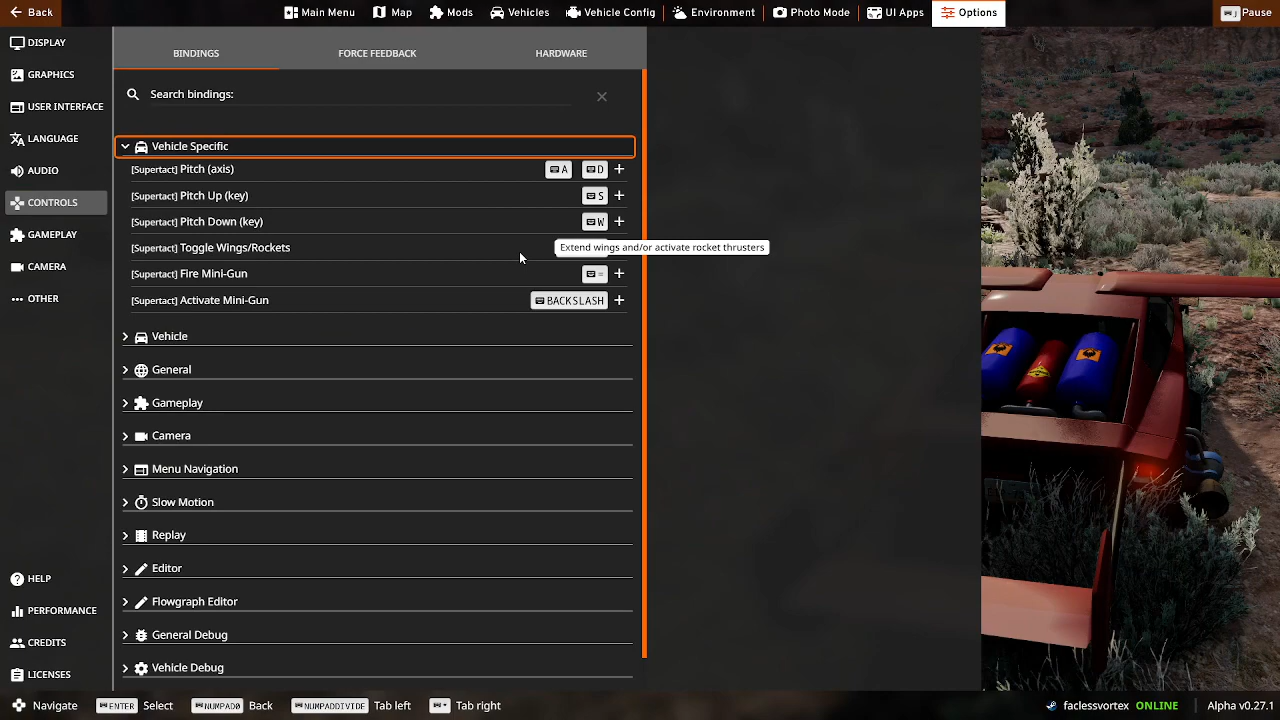 Back
Main Menu
Map
Mods
Vehicles
Vehicle Config
Environment
Photo Mode
UI Apps
Options
J Pause
DISPLAY
GRAPHICS
USER INTERFACE
LANGUAGE
AUDIO
CONTROLS
GAMEPLAY
CAMERA
OTHER
HELP
PERFORMANCE
CREDITS
LICENSES
BINDINGS
FORCE FEEDBACK
HARDWARE
Search bindings:
Vehicle Specific
[Supertact] Pitch (axis) A D +
[Supertact] Pitch Up (key) S +
[Supertact] Pitch Down (key) W +
[Supertact] Toggle Wings/Rockets
Extend wings and/or activate rocket thrusters
[Supertact] Fire Mini-Gun = +
[Supertact] Activate Mini-Gun BACKSLASH +
Vehicle
General
Gameplay
Camera
Menu Navigation
Slow Motion
Replay
Editor
Flowgraph Editor
General Debug
Vehicle Debug
Navigate ENTER Select NUMPAD0 Back NUMPADDIVIDE Tab left * Tab right
faclessvortex ONLINE Alpha v0.27.1